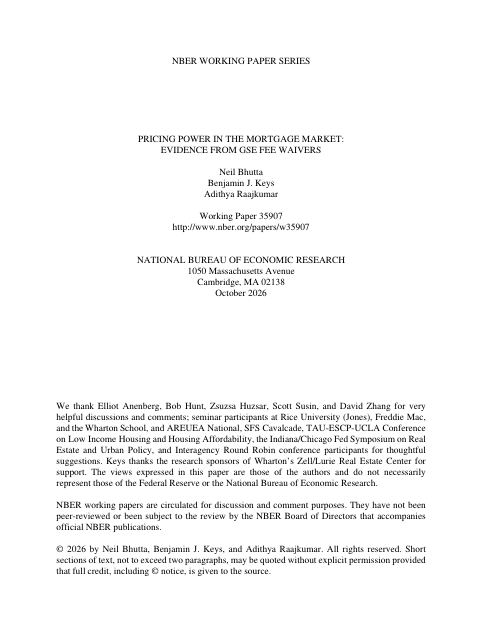 NBER WORKING PAPER SERIES
PRICING POWER IN THE MORTGAGE MARKET:
EVIDENCE FROM GSE FEE WAIVERS
Neil Bhutta
Benjamin J. Keys
Adithya Raajkumar
Working Paper 35907
http://www.nber.org/papers/w35907
NATIONAL BUREAU OF ECONOMIC RESEARCH
1050 Massachusetts Avenue
Cambridge, MA 02138
October 2026
We thank Elliot Anenberg, Bob Hunt, Zsuzsa Huzsar, Scott Susin, and David Zhang for very
helpful discussions and comments; seminar participants at Rice University (Jones), Freddie Mac,
and the Wharton School, and AREUEA National, SFS Cavalcade, TAU-ESCP-UCLA Conference
on Low Income Housing and Housing Affordability, the Indiana/Chicago Fed Symposium on Real
Estate and Urban Policy, and Interagency Round Robin conference participants for thoughtful
suggestions. Keys thanks the research sponsors of Wharton's Zell/Lurie Real Estate Center for
support. The views expressed in this paper are those of the authors and do not necessarily
represent those of the Federal Reserve or the National Bureau of Economic Research.
NBER working papers are circulated for discussion and comment purposes. They have not been
peer-reviewed or been subject to the review by the NBER Board of Directors that accompanies
official NBER publications.
© 2026 by Neil Bhutta, Benjamin J. Keys, and Adithya Raajkumar. All rights reserved. Short
sections of text, not to exceed two paragraphs, may be quoted without explicit permission provided
that full credit, including © notice, is given to the source.